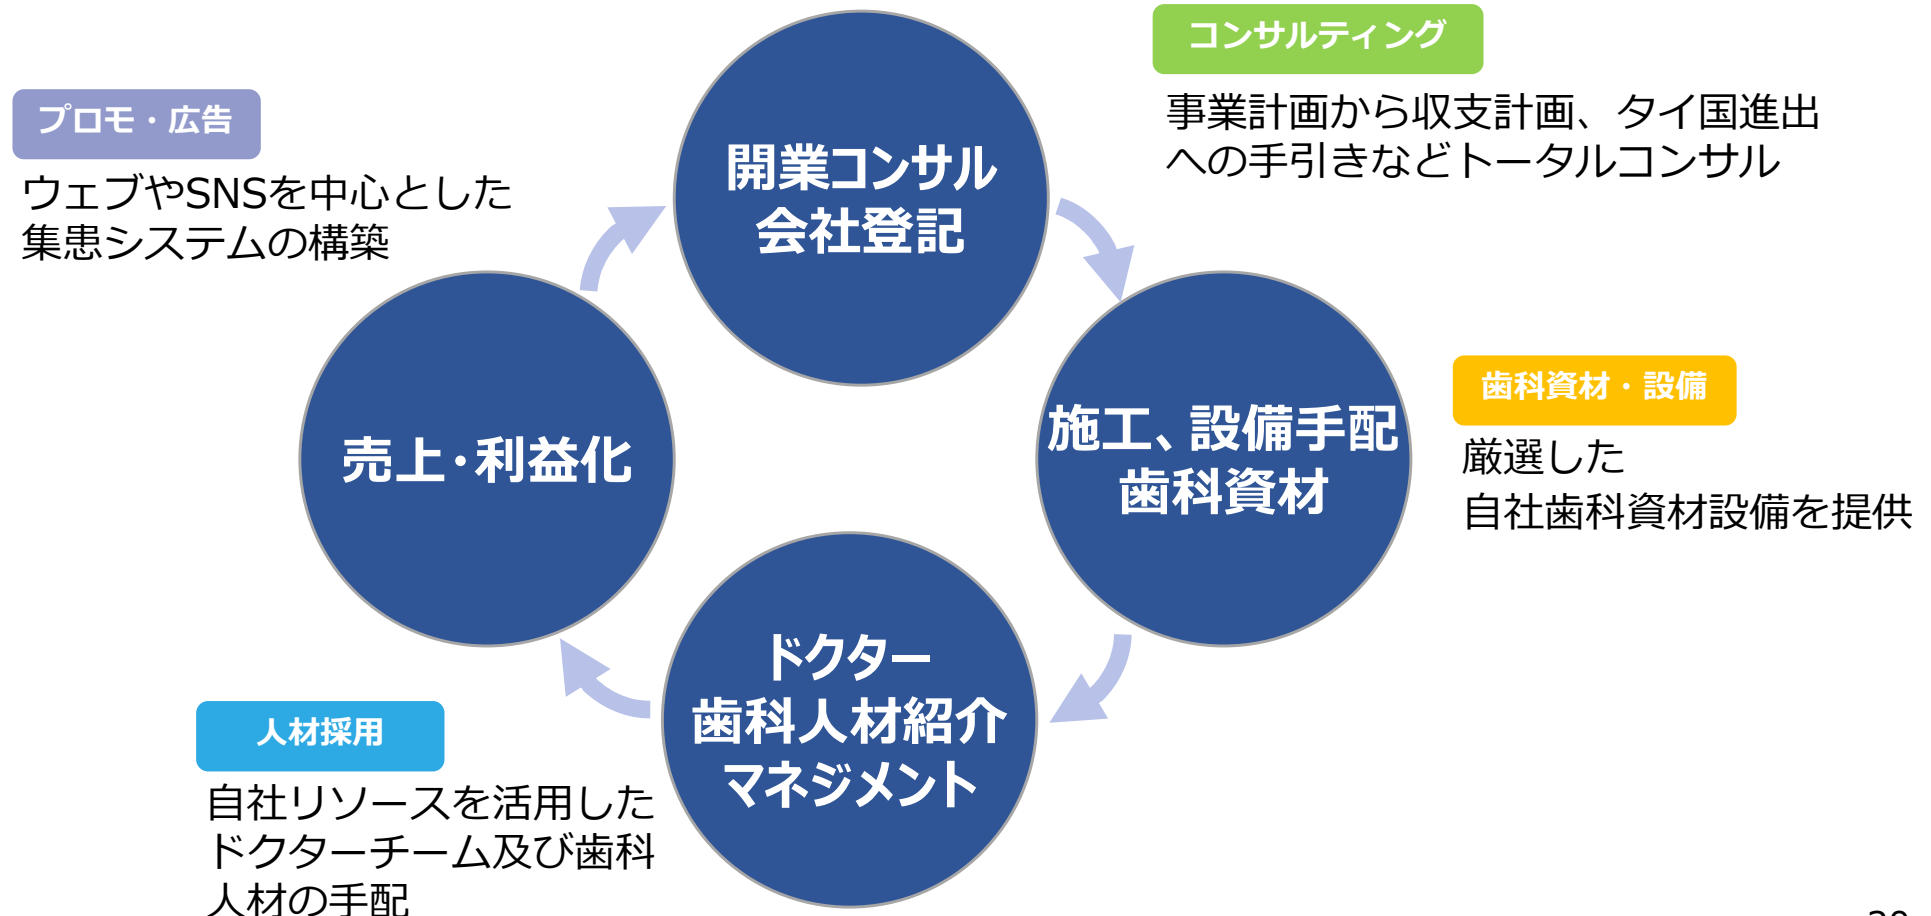 コンサルティング
事業計画から収支計画、タイ国進出
への手引きなどトータルコンサル
プロモ・広告
ウェブやSNSを中心とした
集患システムの構築
開業コンサル
会社登記
施工、設備手配
歯科資材
歯科資材・設備
厳選した
自社歯科資材設備を提供
売上・利益化
ドクター
歯科人材紹介
マネジメント
人材採用
自社リソースを活用した
ドクターチーム及び歯科
人材の手配